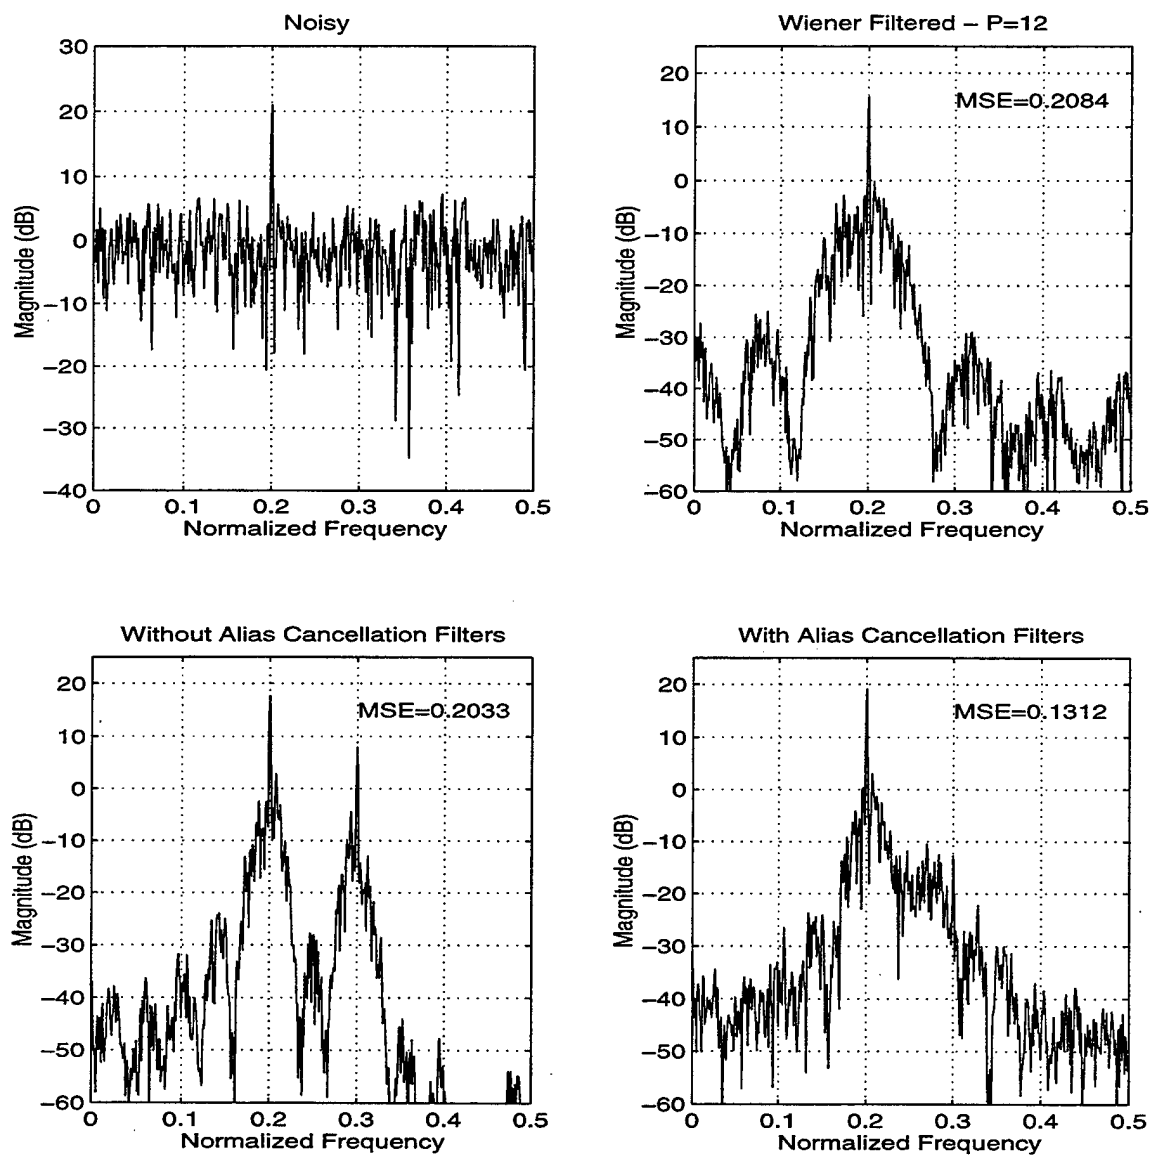 Noisy
30
20
10
0
−10
−20
−30
−40
Magnitude (dB)
0 0.1 0.2 0.3 0.4 0.5
Normalized Frequency
Wiener Filtered − P=12
MSE=0.2084
20
10
0
−10
−20
−30
−40
−50
−60
Magnitude (dB)
0 0.1 0.2 0.3 0.4 0.5
Normalized Frequency
Without Alias Cancellation Filters
MSE=0.2033
20
10
0
−10
−20
−30
−40
−50
−60
Magnitude (dB)
0 0.1 0.2 0.3 0.4 0.5
Normalized Frequency
With Alias Cancellation Filters
MSE=0.1312
20
10
0
−10
−20
−30
−40
−50
−60
Magnitude (dB)
0 0.1 0.2 0.3 0.4 0.5
Normalized Frequency